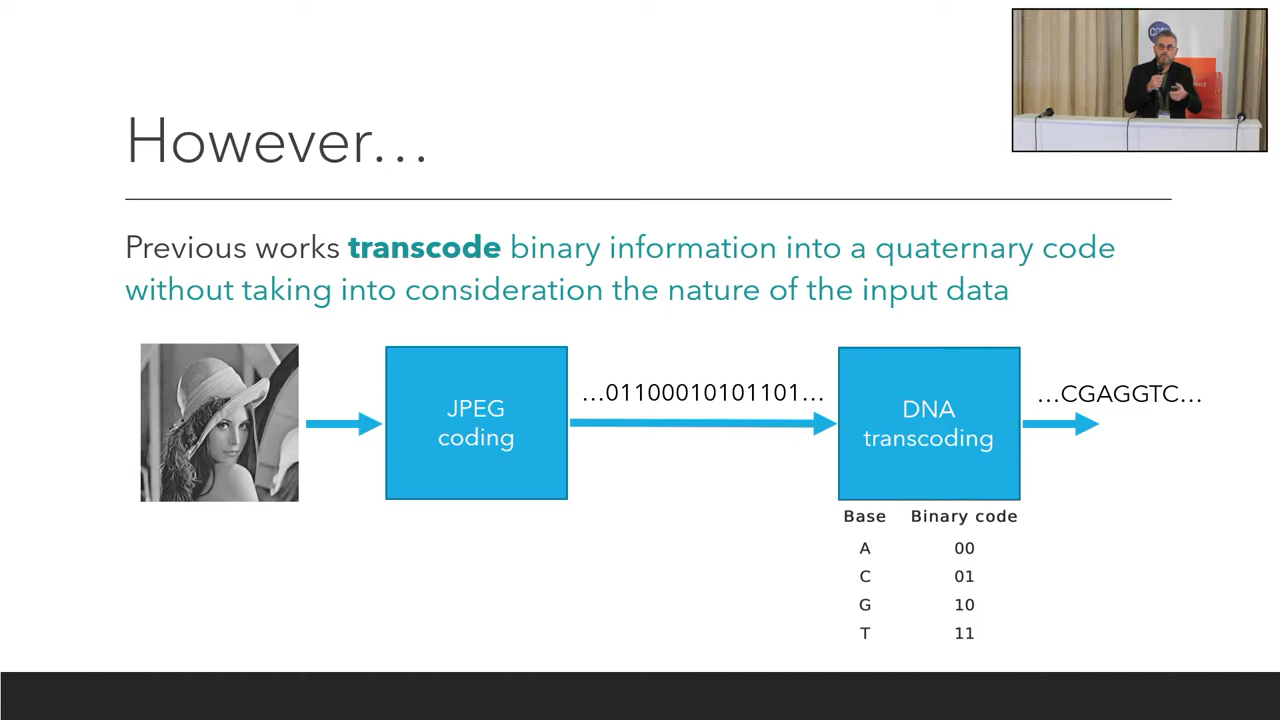 However…
Previous works transcode binary information into a quaternary code
without taking into consideration the nature of the input data
JPEG
coding
…01100010101101…
DNA
transcoding
…CGAGGTC…
Base Binary code
A 00
C 01
G 10
T 11